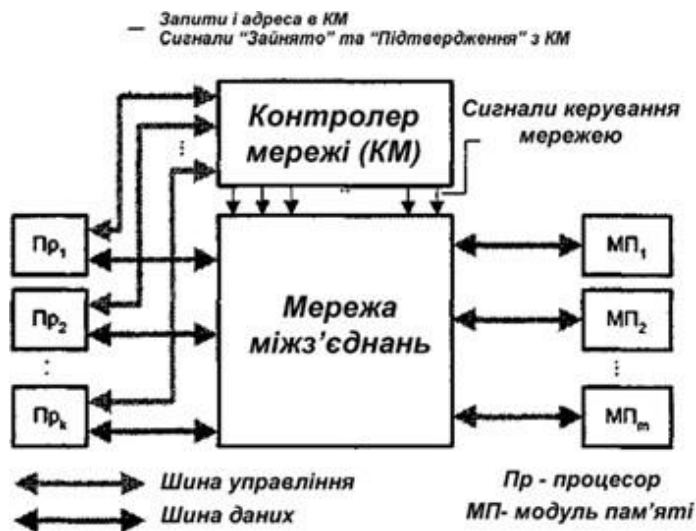 Запити і адреса в КМ
Сигнали "Зайнято" та "Підтвердження" з КМ
Контролер
мережі (КМ)
Сигнали керування
мережею
Пр1
Пр2
Прk
Мережа
міжз'єднань
МП1
МП2
МПm
Шина управління
Шина даних
Пр - процесор
МП- модуль пам'яті